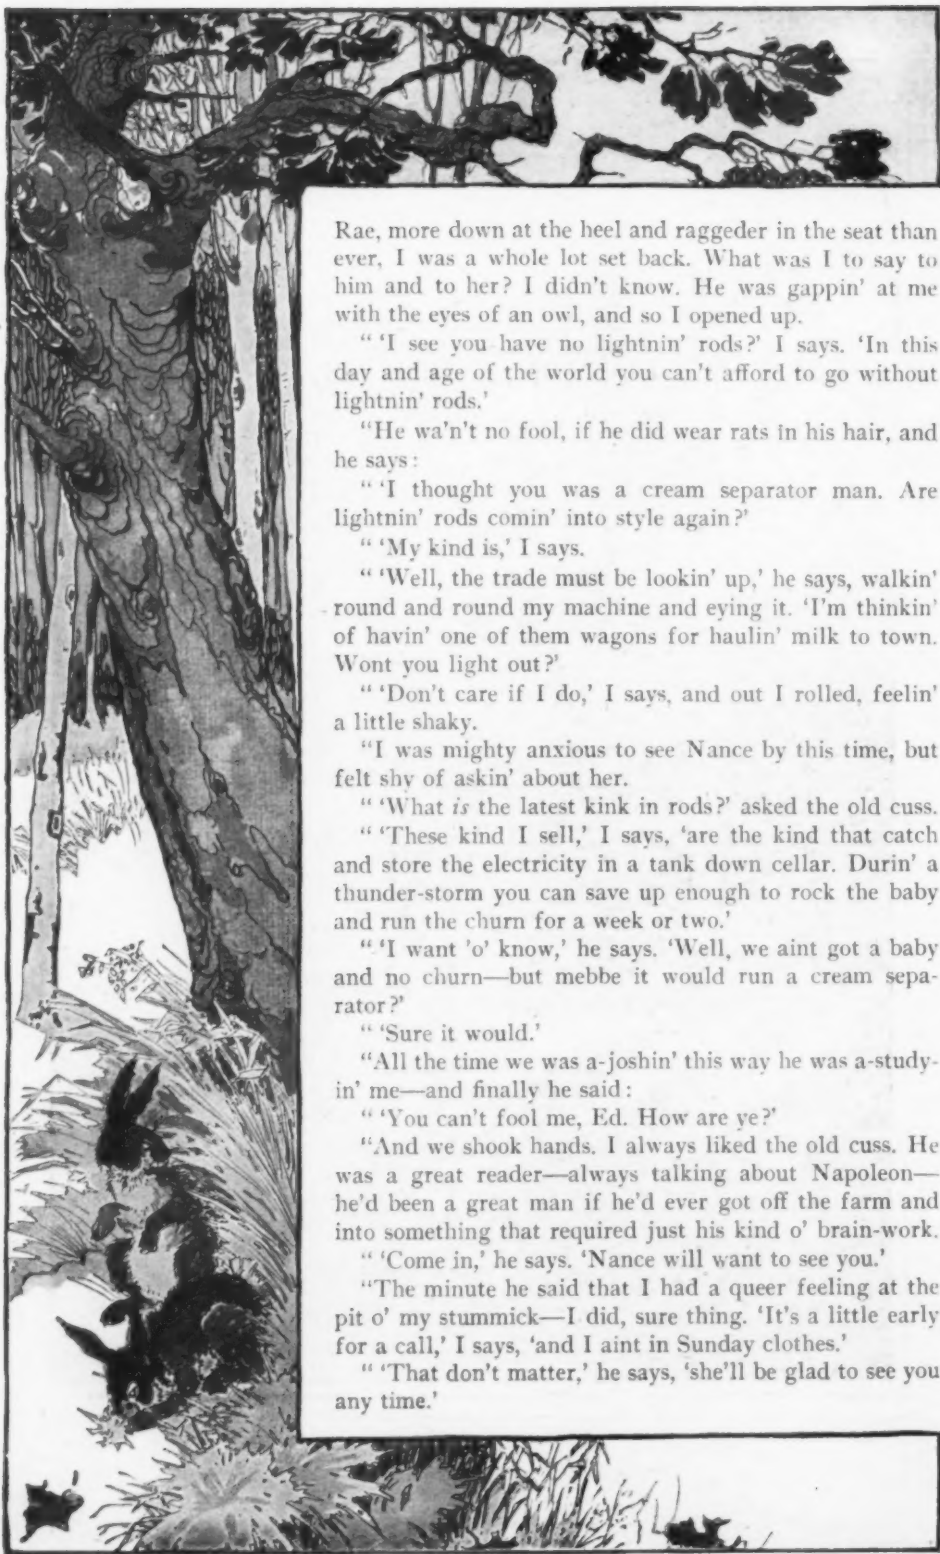 Rae, more down at the heel and raggeder in the seat than
ever, I was a whole lot set back. What was I to say to
him and to her? I didn't know. He was gappin' at me
with the eyes of an owl, and so I opened up.
" 'I see you have no lightnin' rods?' I says. 'In this
day and age of the world you can't afford to go without
lightnin' rods.'
"He wa'n't no fool, if he did wear rats in his hair, and
he says:
" 'I thought you was a cream separator man. Are
lightnin' rods comin' into style again?'
" 'My kind is,' I says.
" 'Well, the trade must be lookin' up,' he says, walkin'
round and round my machine and eying it. 'I'm thinkin'
of havin' one of them wagons for haulin' milk to town.
Wont you light out?'
" 'Don't care if I do,' I says, and out I rolled, feelin'
a little shaky.
"I was mighty anxious to see Nance by this time, but
felt shy of askin' about her.
" 'What is the latest kink in rods?' asked the old cuss.
" 'These kind I sell,' I says, 'are the kind that catch
and store the electricity in a tank down cellar. Durin' a
thunder-storm you can save up enough to rock the baby
and run the churn for a week or two.'
" 'I want 'o' know,' he says. 'Well, we aint got a baby
and no churn—but mebbe it would run a cream sepa-
rator?'
" 'Sure it would.'
"All the time we was a-joshin' this way he was a-study-
in' me—and finally he said:
" 'You can't fool me, Ed. How are ye?'
"And we shook hands. I always liked the old cuss. He
was a great reader—always talking about Napoleon—
he'd been a great man if he'd ever got off the farm and
into something that required just his kind o' brain-work.
" 'Come in,' he says. 'Nance will want to see you.'
"The minute he said that I had a queer feeling at the
pit o' my stummick—I did, sure thing. 'It's a little early
for a call,' I says, 'and I aint in Sunday clothes.'
" 'That don't matter,' he says, 'she'll be glad to see you
any time.'